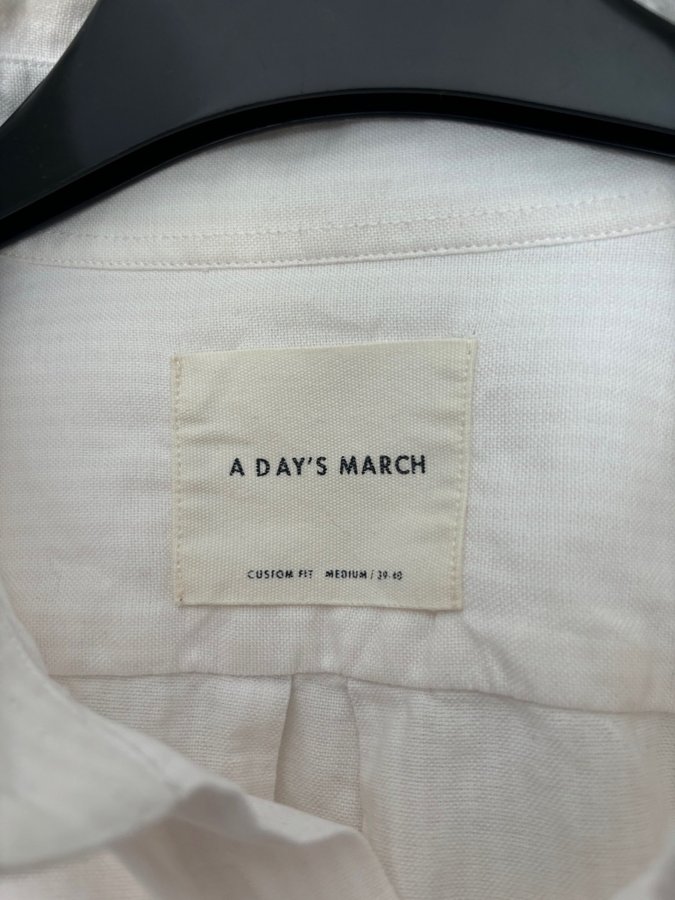 A DAY'S MARCH
CUSTOM FIT MEDIUM / 39-40